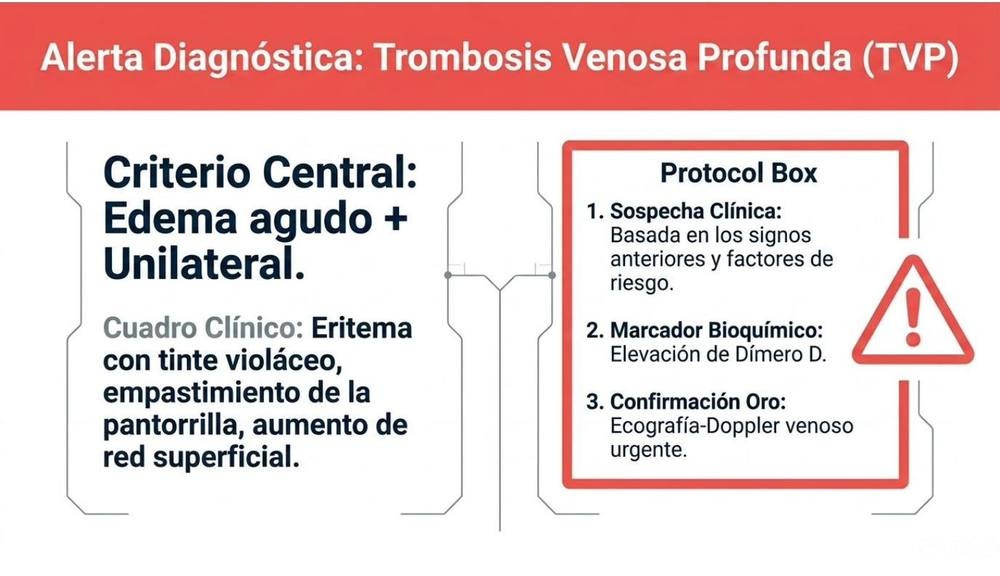 Alerta Diagnóstica: Trombosis Venosa Profunda (TVP)
Criterio Central:
Edema agudo +
Unilateral.
Cuadro Clínico: Eritema
con tinte violáceo,
empastimiento de la
pantorrilla, aumento de
red superficial.
Protocol Box
1. Sospecha Clínica:
Basada en los signos
anteriores y factores de
riesgo.
2. Marcador Bioquímico:
Elevación de Dímero D.
3. Confirmación Oro:
Ecografía-Doppler venoso
urgente.